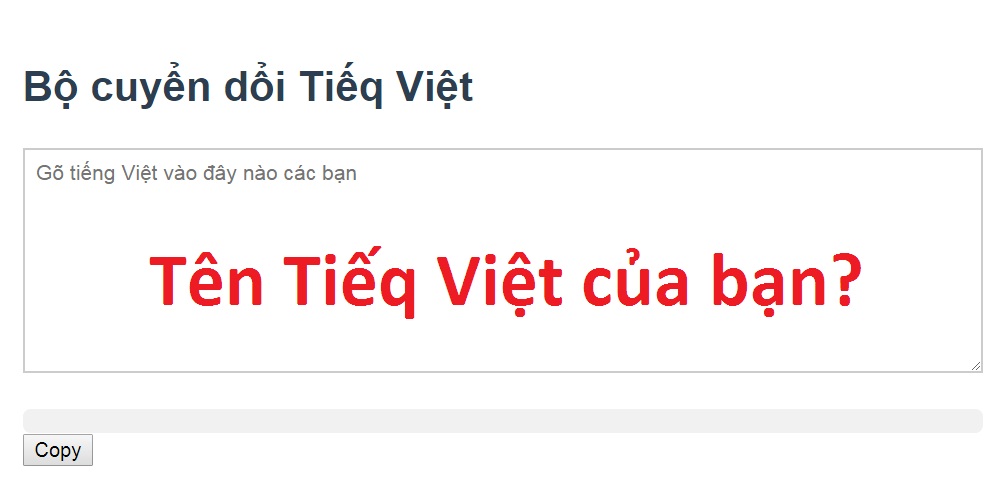 Bộ cuyển dổi Tiếq Việt
Gõ tiếng Việt vào đây nào các bạn
Tên Tiếq Việt của bạn?
Copy